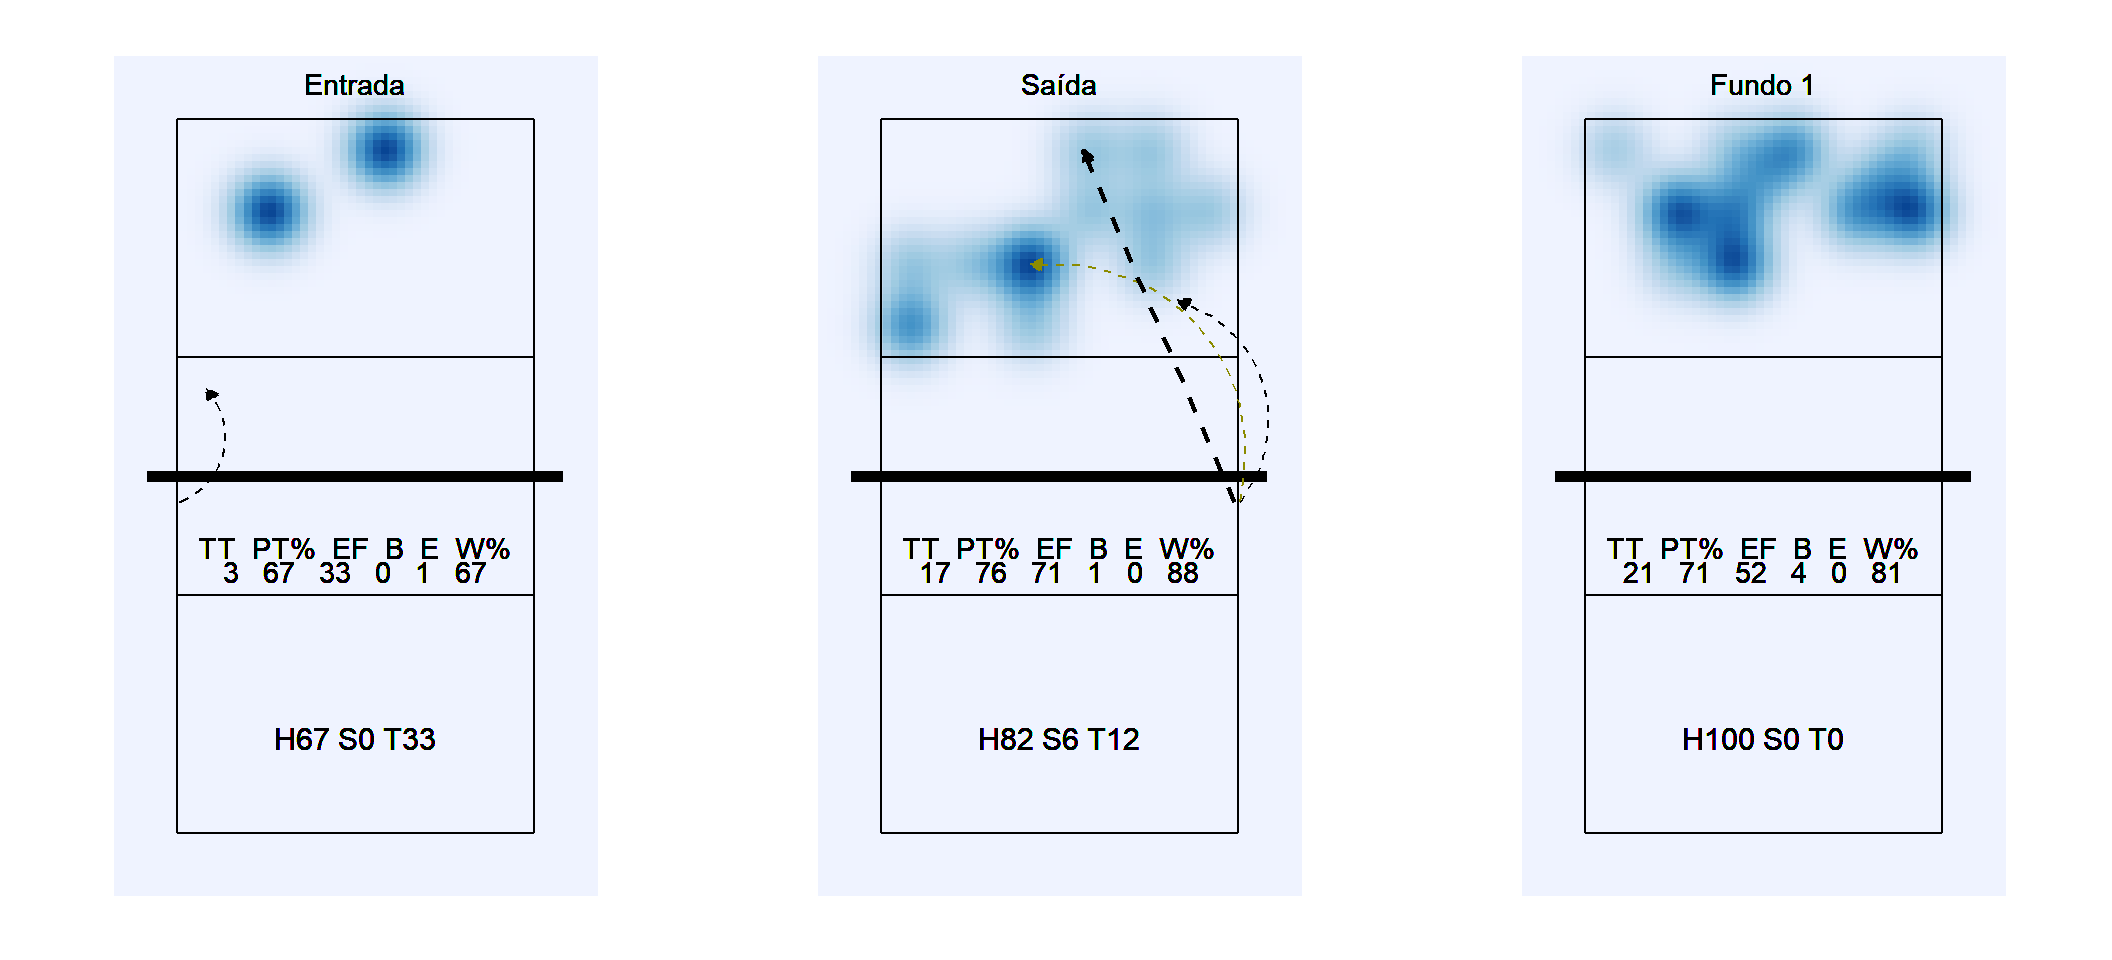 Entrada
TT PT% EF B E W%
3 67 33 0 1 67
H67 S0 T33
Saída
TT PT% EF B E W%
17 76 71 1 0 88
H82 S6 T12
Fundo 1
TT PT% EF B E W%
21 71 52 4 0 81
H100 S0 T0